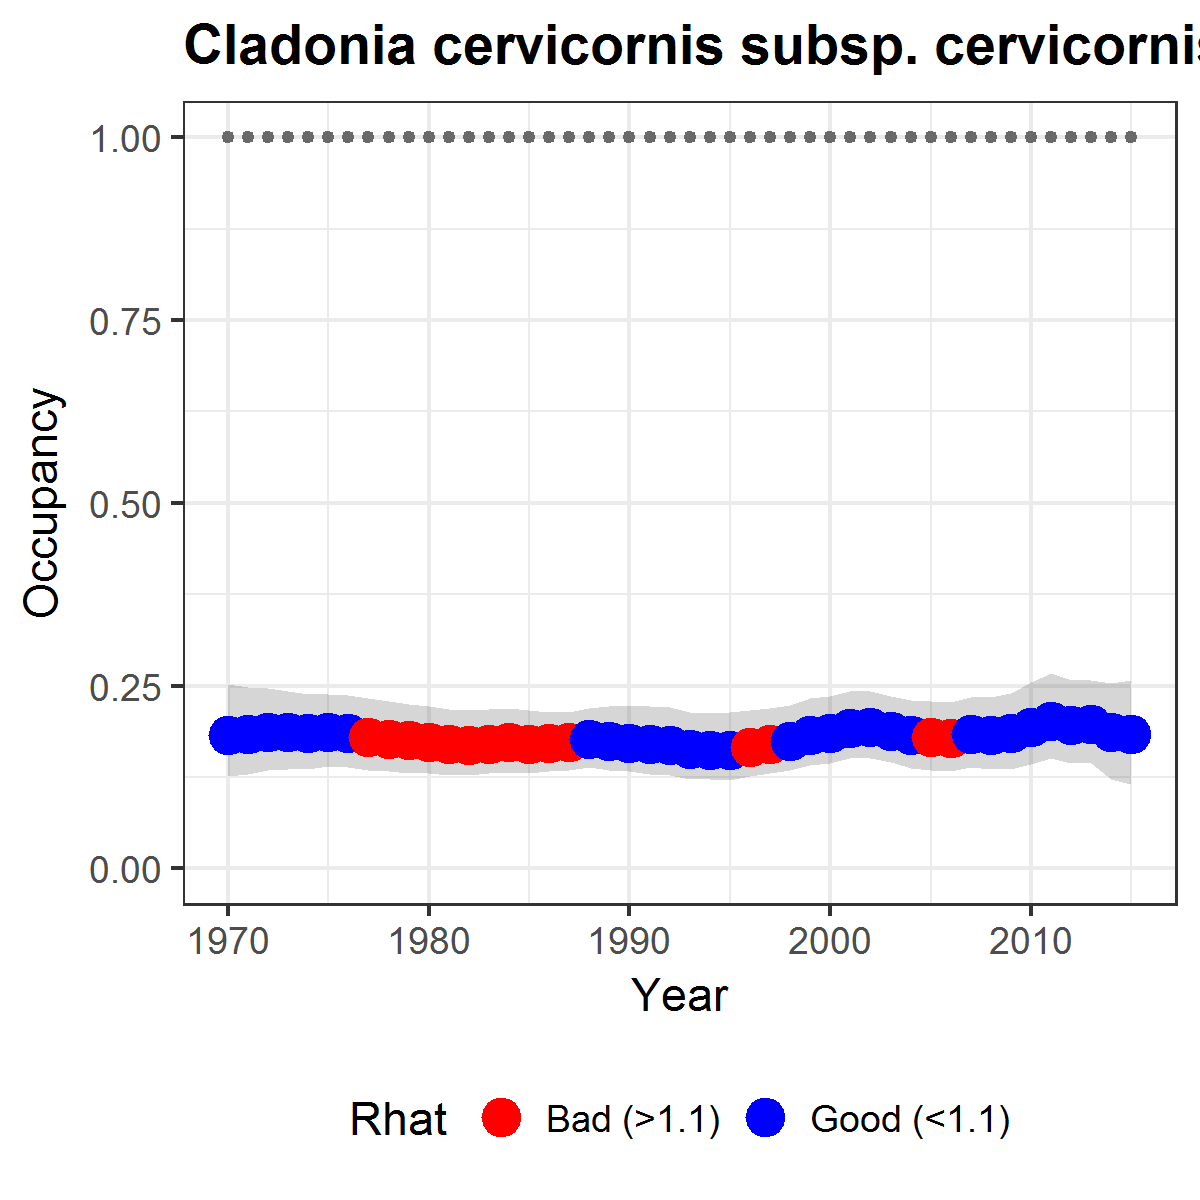 Cladonia cervicornis subsp. cervicornis
1.00
0.75
0.50
0.25
0.00
Occupancy
1970 1980 1990 2000 2010
Year
Rhat Bad (>1.1) Good (<1.1)